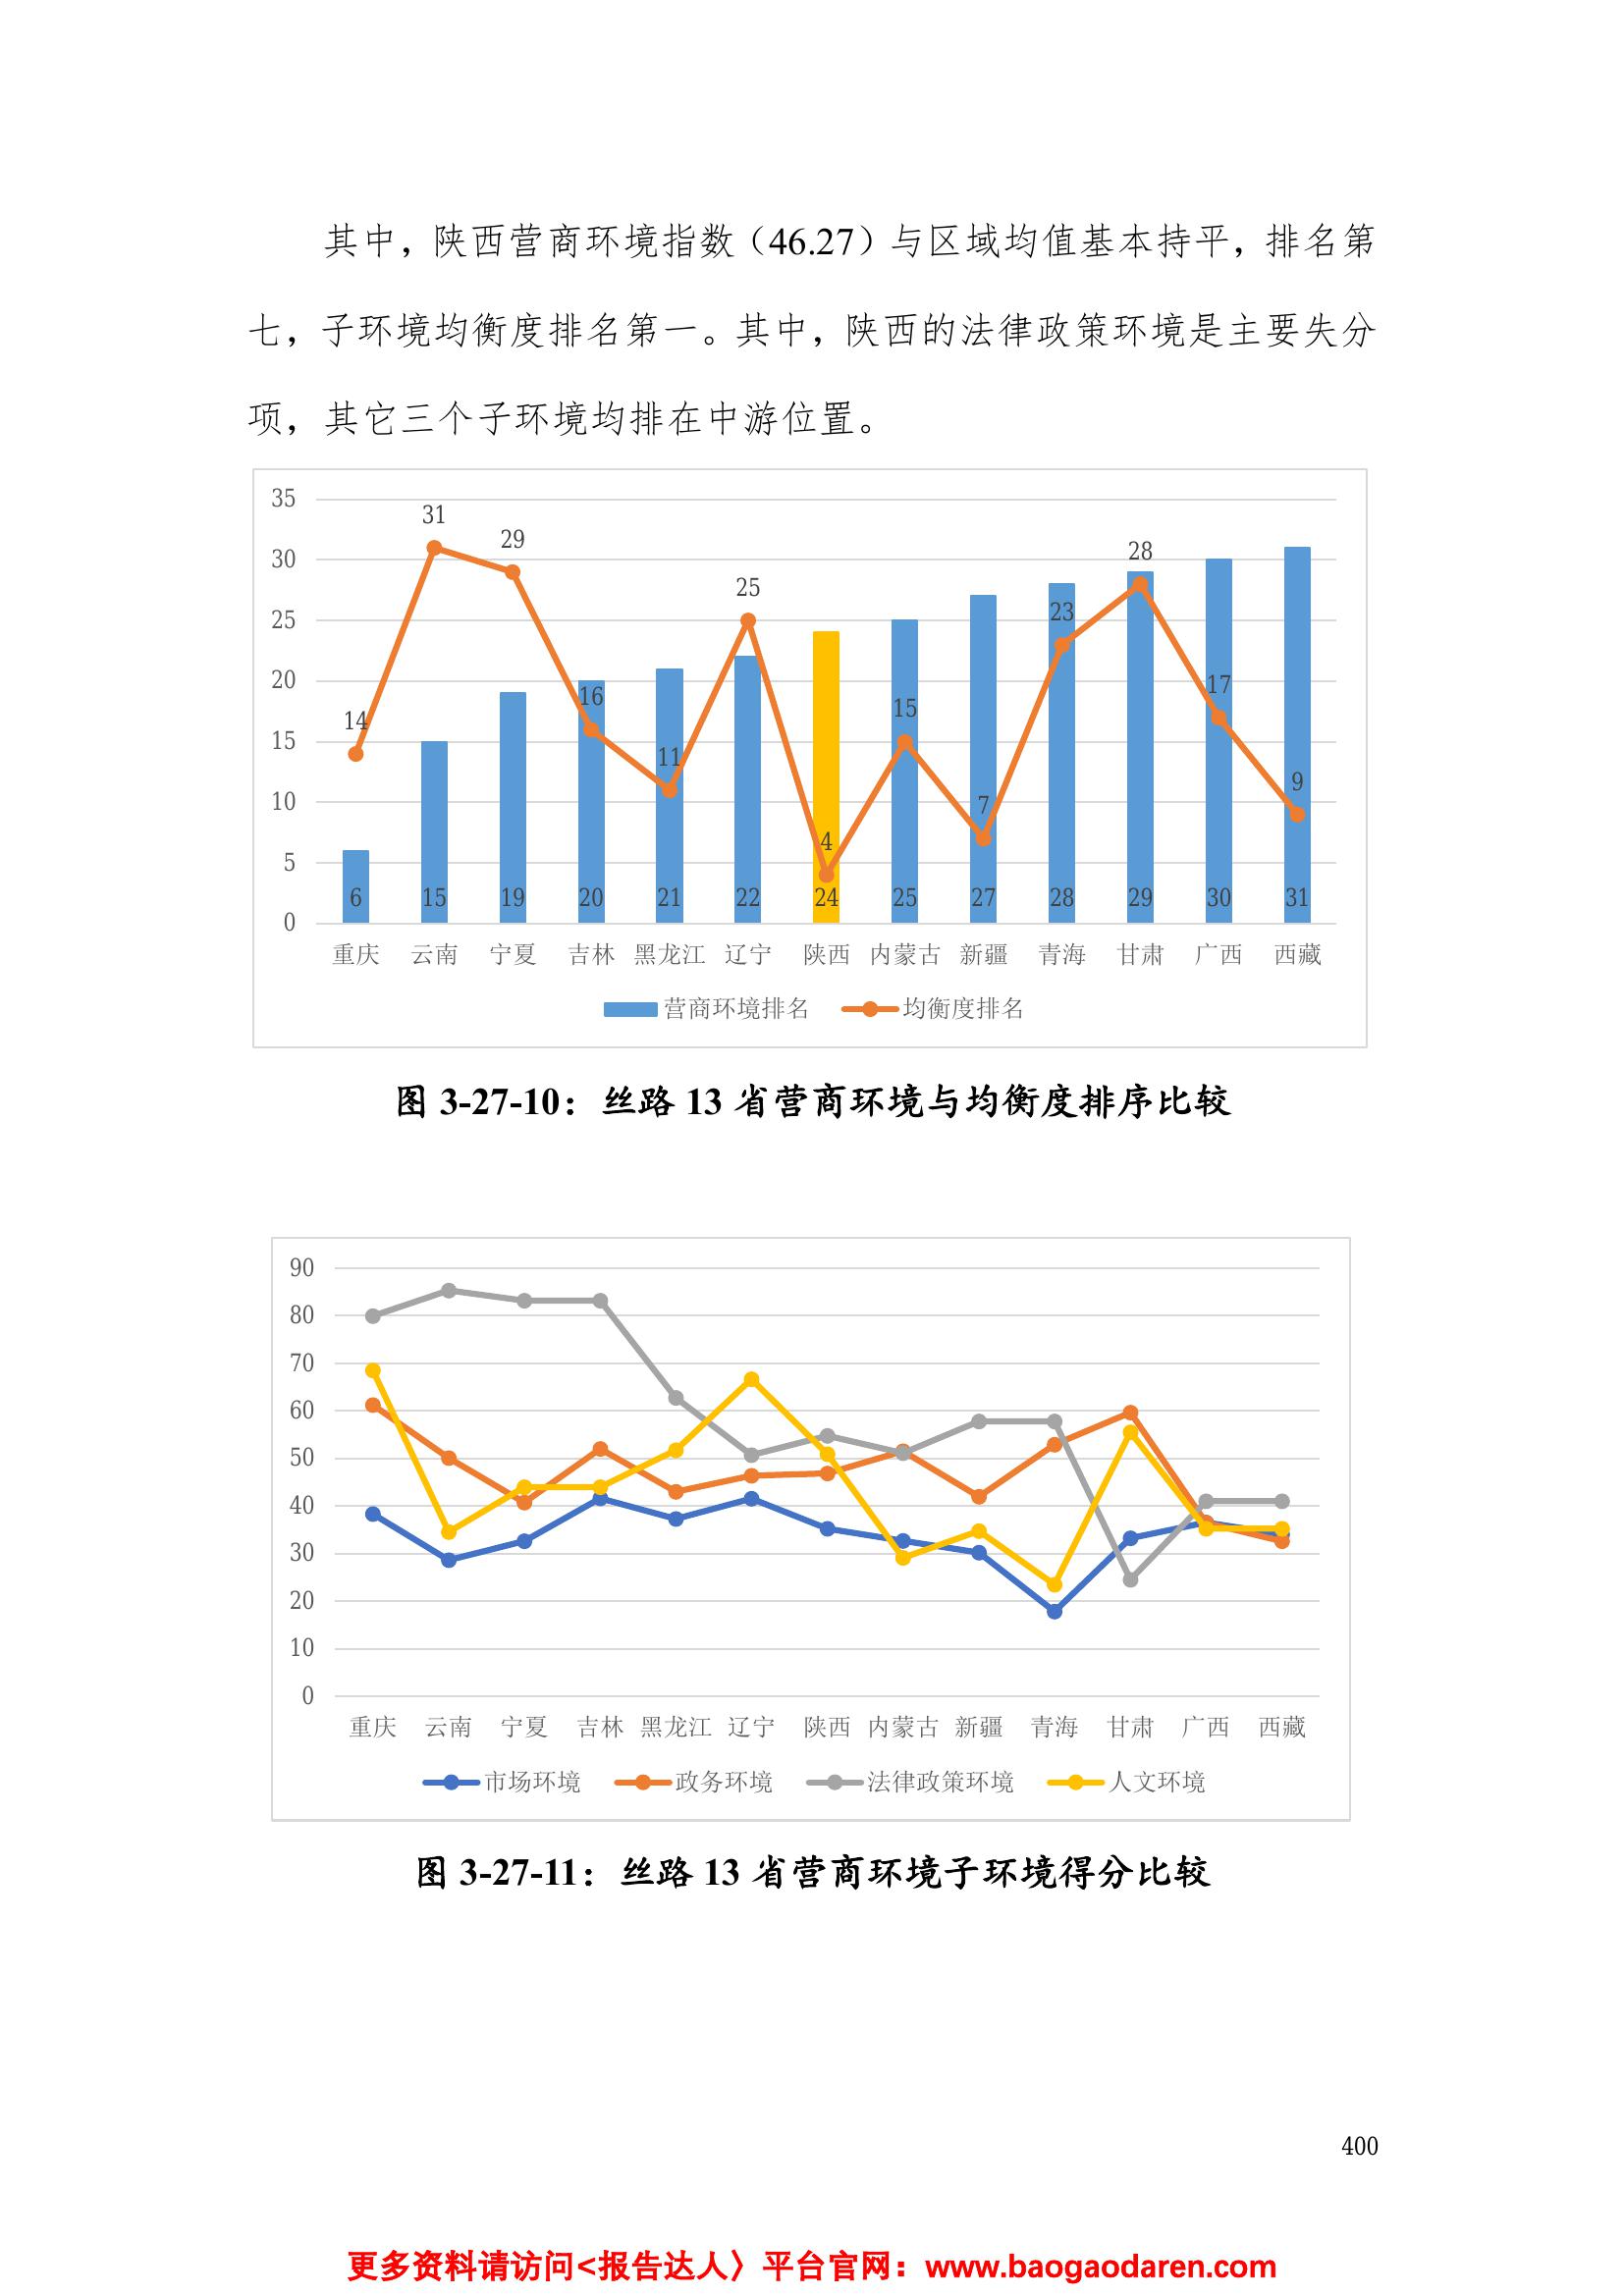 其中，陕西营商环境指数（46.27）与区域均值基本持平，排名第
七，子环境均衡度排名第一。其中，陕西的法律政策环境是主要失分
项，其它三个子环境均排在中游位置。
35
30
25
20
15
10
5
0
14 31 29 16 11 25 4 15 7 23 28 17 9
6 15 19 20 21 22 24 25 27 28 29 30 31
重庆 云南 宁夏 吉林 黑龙江 辽宁 陕西 内蒙古 新疆 青海 甘肃 广西 西藏
营商环境排名 均衡度排名
图 3-27-10：丝路 13 省营商环境与均衡度排序比较
90
80
70
60
50
40
30
20
10
0
重庆 云南 宁夏 吉林 黑龙江 辽宁 陕西 内蒙古 新疆 青海 甘肃 广西 西藏
市场环境 政务环境 法律政策环境 人文环境
图 3-27-11：丝路 13 省营商环境子环境得分比较
400
更多资料请访问<报告达人〉平台官网：www.baogaodaren.com